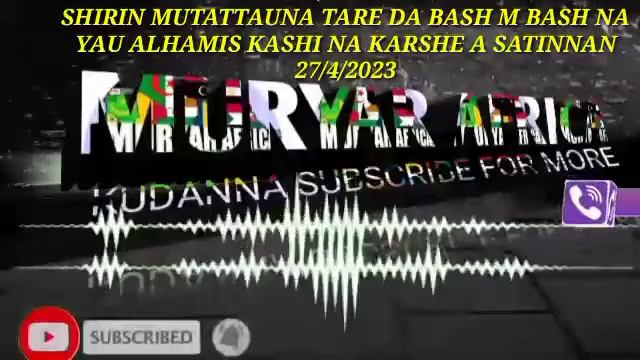 SHIRIN MUTATTAUNA TARE DA BASH M BASH NA
YAU ALHAMIS KASHI NA KARSHE A SATINNAN
27/4/2023
MURYAR AFRICA
KUDANNA SUBSCRIBE FOR MORE
SUBSCRIBED